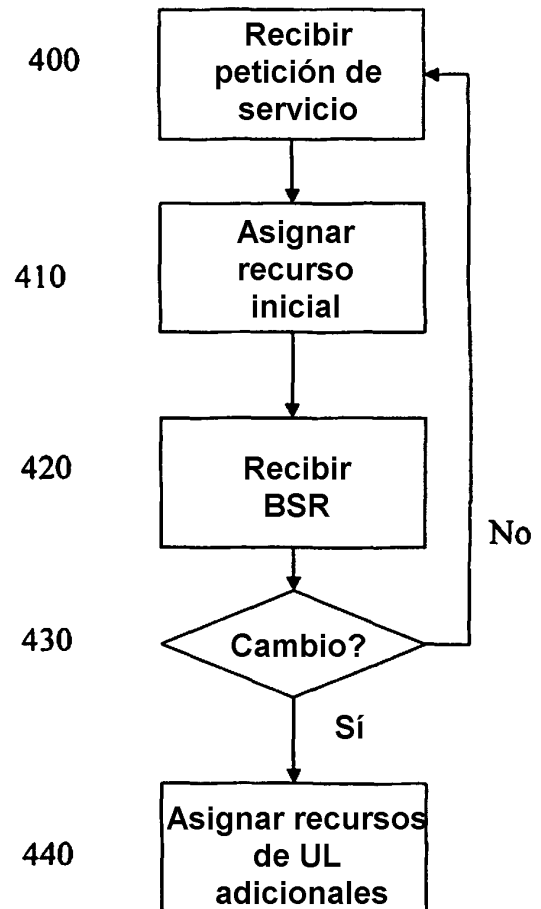 400
Recibir
petición de
servicio
410
Asignar
recurso
inicial
420
Recibir
BSR
No
430
Cambio?
Sí
440
Asignar recursos
de UL
adicionales